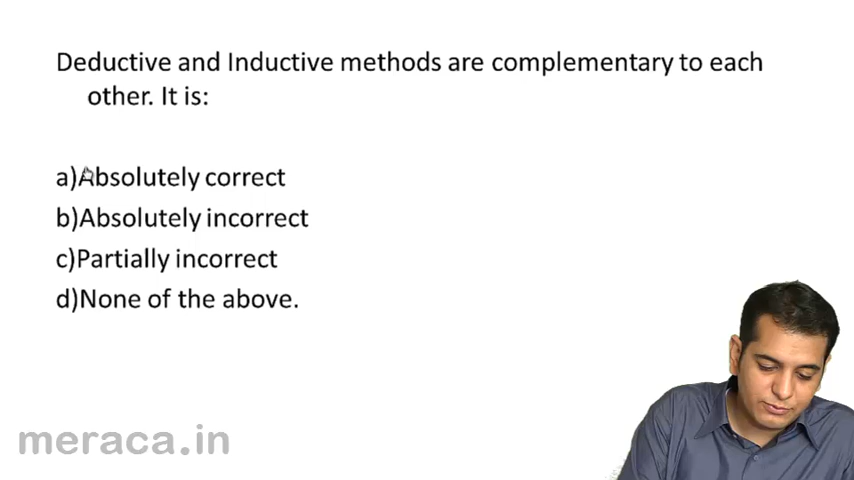 Deductive and Inductive methods are complementary to each
other. It is:
a)Absolutely correct
b)Absolutely incorrect
c)Partially incorrect
d)None of the above.
meraca.in